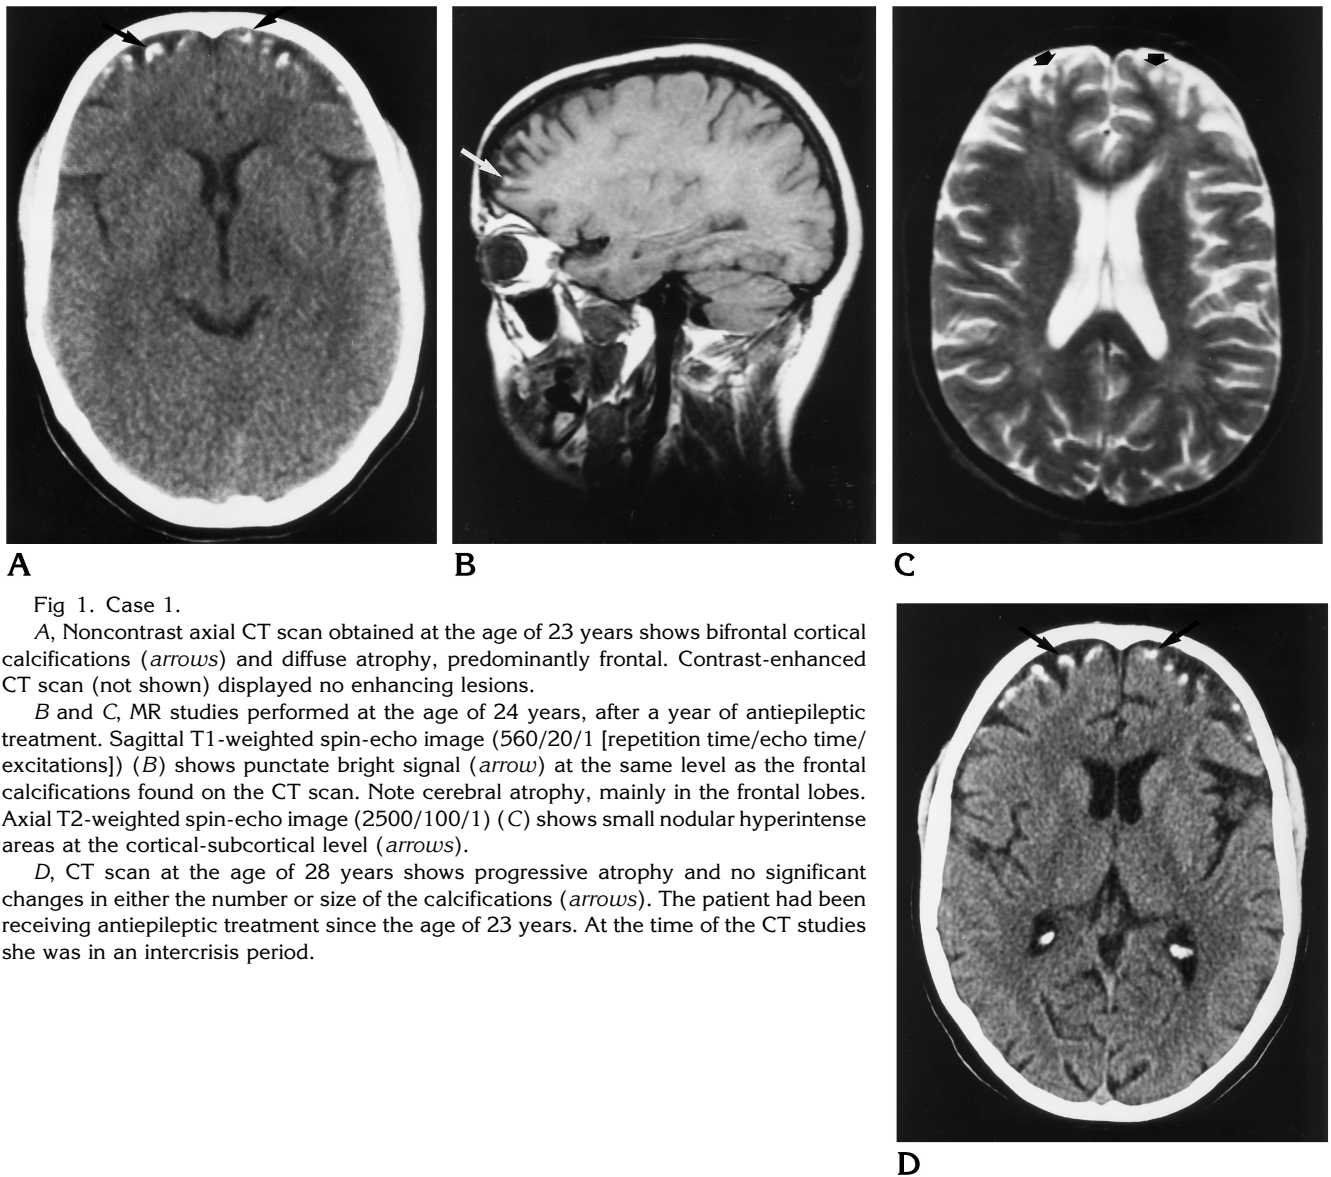 A
B
C
Fig 1. Case 1.
A, Noncontrast axial CT scan obtained at the age of 23 years shows bifrontal cortical
calcifications (arrows) and diffuse atrophy, predominantly frontal. Contrast-enhanced
CT scan (not shown) displayed no enhancing lesions.
B and C, MR studies performed at the age of 24 years, after a year of antiepileptic
treatment. Sagittal T1-weighted spin-echo image (560/20/1 [repetition time/echo time/
excitations]) (B) shows punctate bright signal (arrow) at the same level as the frontal
calcifications found on the CT scan. Note cerebral atrophy, mainly in the frontal lobes.
Axial T2-weighted spin-echo image (2500/100/1) (C) shows small nodular hyperintense
areas at the cortical-subcortical level (arrows).
D, CT scan at the age of 28 years shows progressive atrophy and no significant
changes in either the number or size of the calcifications (arrows). The patient had been
receiving antiepileptic treatment since the age of 23 years. At the time of the CT studies
she was in an intercrisis period.
D